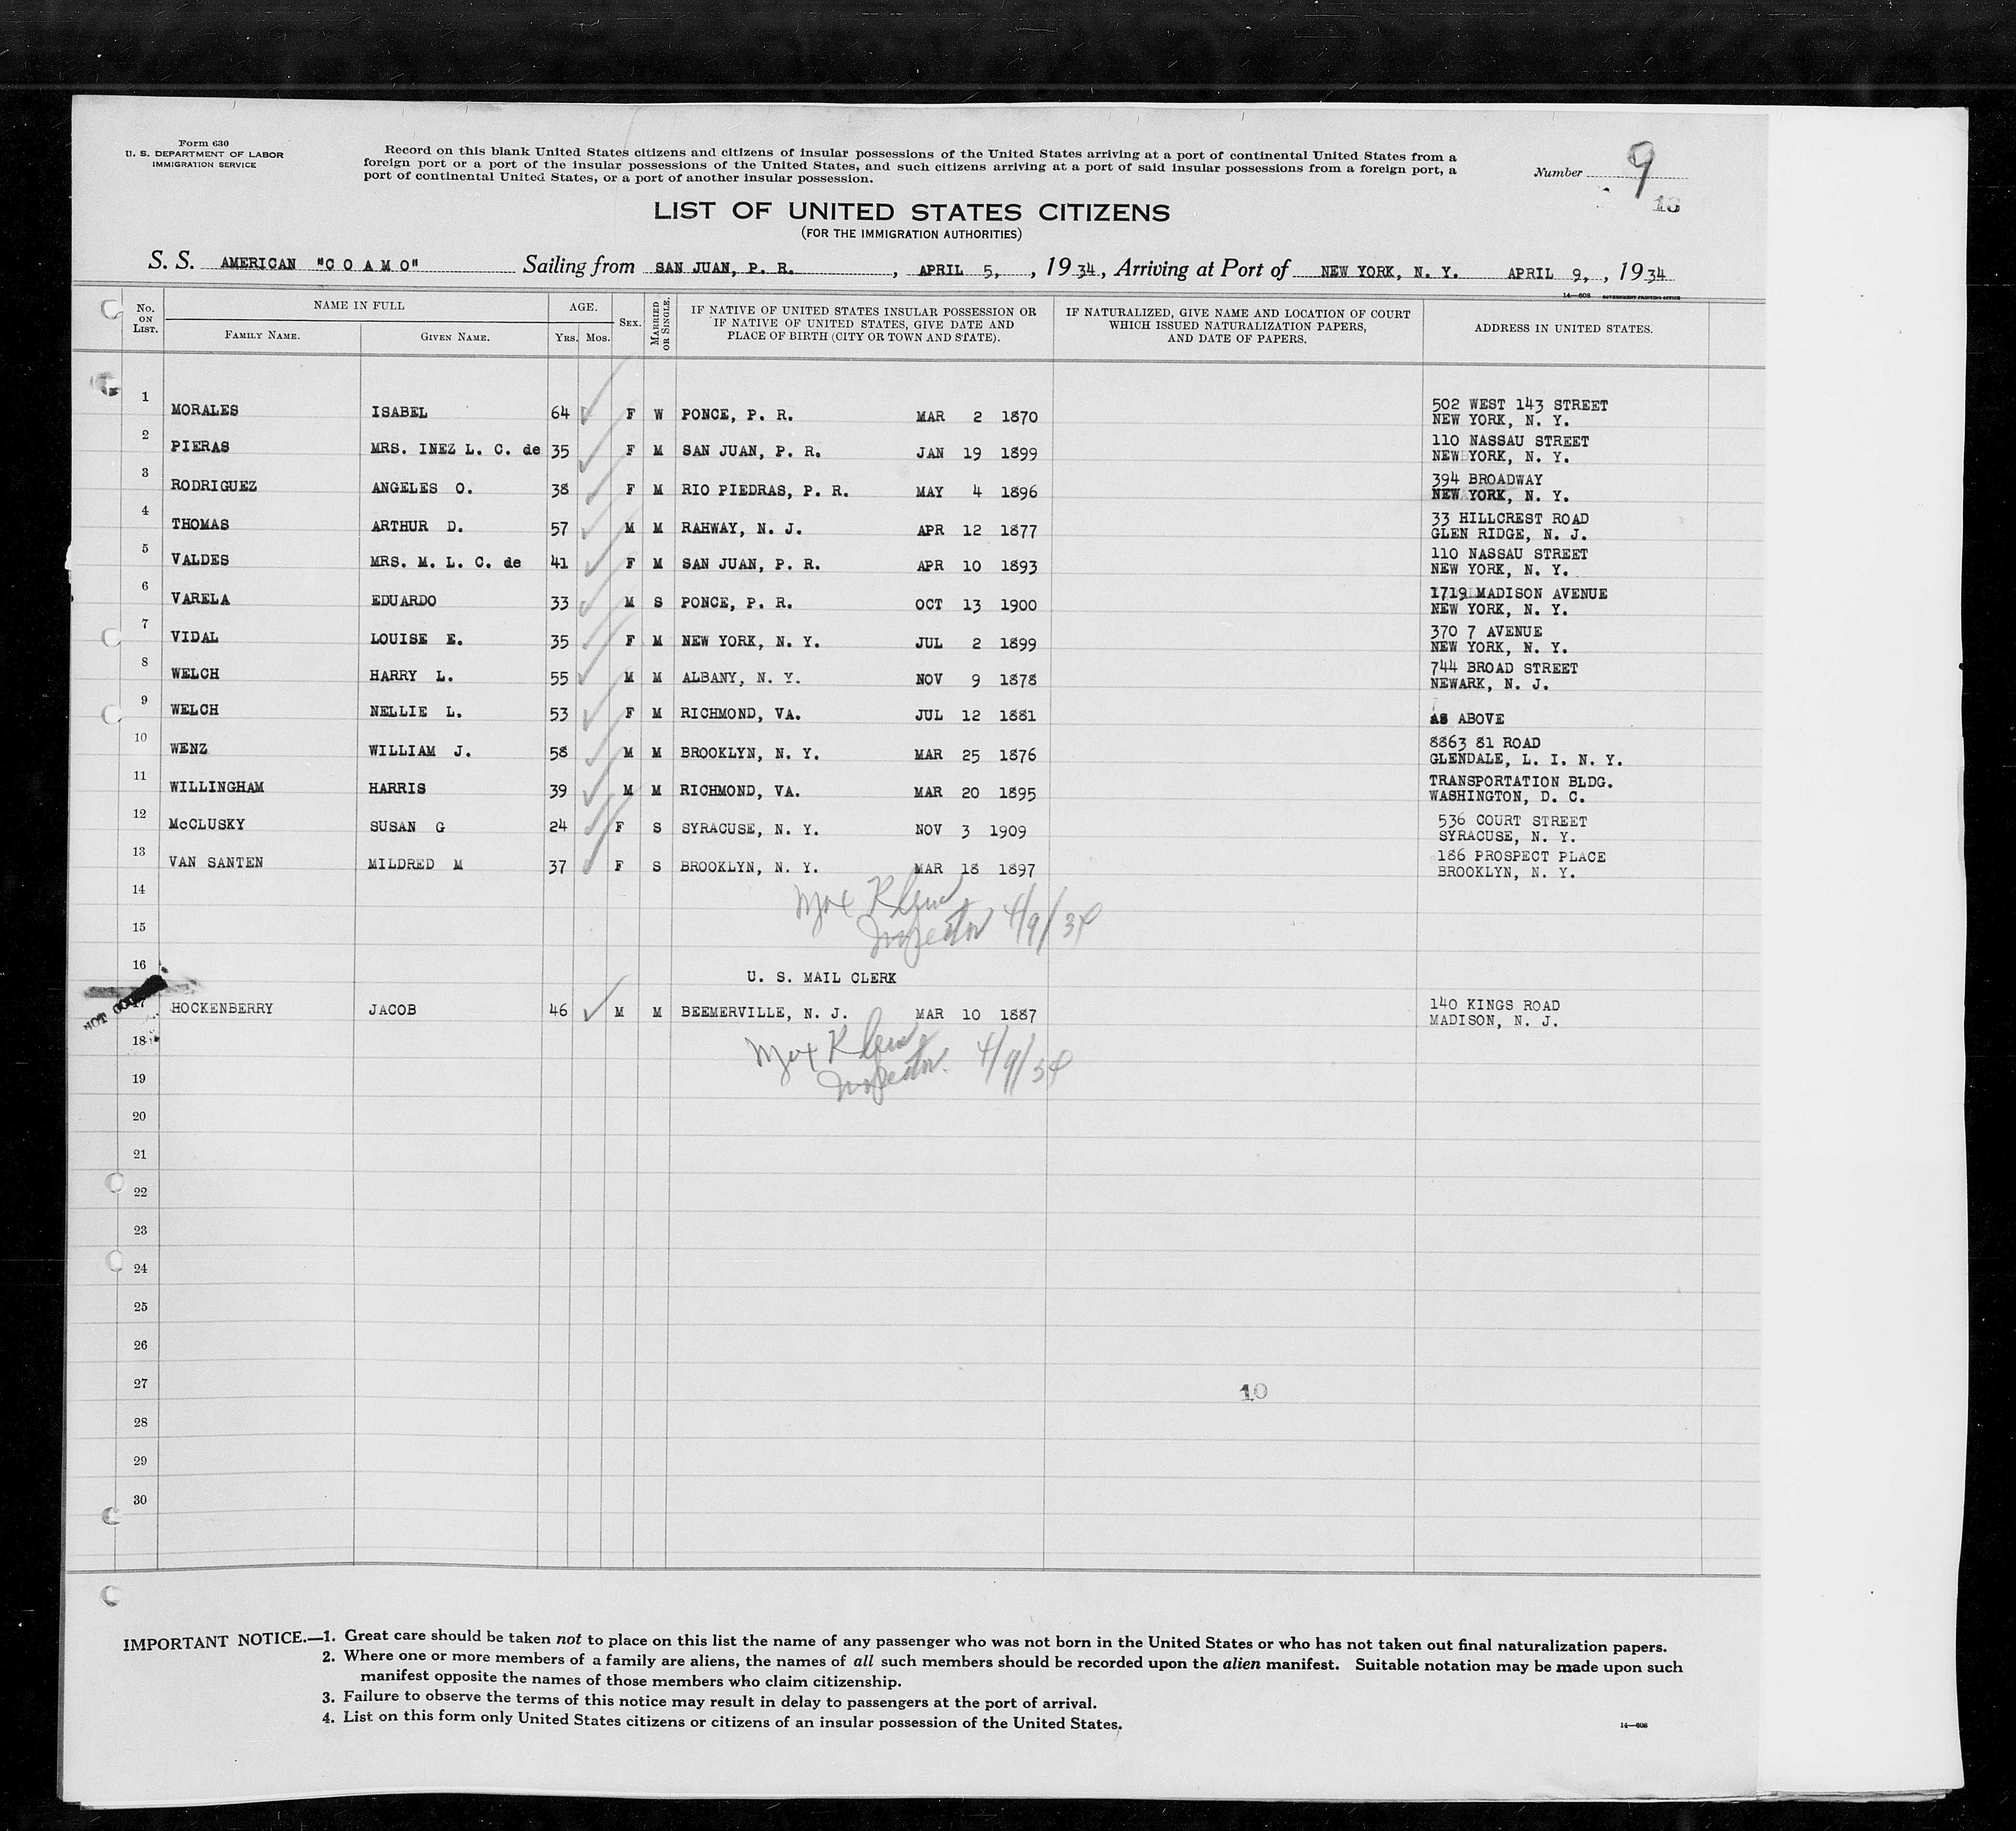 Form 630
U. S. DEPARTMENT OF LABOR
IMMIGRATION SERVICE
Record on this blank United States citizens and citizens of insular possessions of the United States arriving at a port of continental United States from a
foreign port or a port of the insular possessions of the United States, and such citizens arriving at a port of said insular possessions from a foreign port, a
port of continental United States, or a port of another insular possession.
Number 9
13
LIST OF UNITED STATES CITIZENS
(FOR THE IMMIGRATION AUTHORITIES)
S. S. AMERICAN "C O A M O" Sailing from SAN JUAN, P. R. , APRIL 5, , 1934, Arriving at Port of NEW YORK, N. Y. APRIL 9, , 1934
14—608 GOVERNMENT PRINTING OFFICE
No. ON LIST. NAME IN FULL FAMILY NAME. GIVEN NAME. AGE. YRS. MOS. SEX. MARRIED OR SINGLE. IF NATIVE OF UNITED STATES INSULAR POSSESSION OR IF NATIVE OF UNITED STATES, GIVE DATE AND PLACE OF BIRTH (CITY OR TOWN AND STATE). IF NATURALIZED, GIVE NAME AND LOCATION OF COURT WHICH ISSUED NATURALIZATION PAPERS, AND DATE OF PAPERS. ADDRESS IN UNITED STATES.
1 MORALES ISABEL 64 F W PONCE, P. R. MAR 2 1870 502 WEST 143 STREET
NEW YORK, N. Y.
2 PIERAS MRS. INEZ L. C. de 35 F M SAN JUAN, P. R. JAN 19 1899 110 NASSAU STREET
NEW YORK, N. Y.
3 RODRIGUEZ ANGELES O. 38 F M RIO PIEDRAS, P. R. MAY 4 1896 394 BROADWAY
NEW YORK, N. Y.
4 THOMAS ARTHUR D. 57 M M RAHWAY, N. J. APR 12 1877 33 HILLCREST ROAD
GLEN RIDGE, N. J.
5 VALDES MRS. M. L. C. de 41 F M SAN JUAN, P. R. APR 10 1893 110 NASSAU STREET
NEW YORK, N. Y.
6 VARELA EDUARDO 33 M S PONCE, P. R. OCT 13 1900 1719 MADISON AVENUE
NEW YORK, N. Y.
7 VIDAL LOUISE E. 35 F M NEW YORK, N. Y. JUL 2 1899 370 7 AVENUE
NEW YORK, N. Y.
8 WELCH HARRY L. 55 M M ALBANY, N. Y. NOV 9 1878 744 BROAD STREET
NEWARK, N. J.
9 WELCH NELLIE L. 53 F M RICHMOND, VA. JUL 12 1881 AS ABOVE
10 WENZ WILLIAM J. 58 M M BROOKLYN, N. Y. MAR 25 1876 8863 81 ROAD
GLENDALE, L. I. N. Y.
11 WILLINGHAM HARRIS 39 M M RICHMOND, VA. MAR 20 1895 TRANSPORTATION BLDG.
WASHINGTON, D. C.
12 McCLUSKY SUSAN G 24 F S SYRACUSE, N. Y. NOV 3 1909 536 COURT STREET
SYRACUSE, N. Y.
13 VAN SANTEN MILDRED M 37 F S BROOKLYN, N. Y. MAR 18 1897 186 PROSPECT PLACE
BROOKLYN, N. Y.
14
Max Klein
Inspector 4/9/34
15
16
U. S. MAIL CLERK
NOT
17 HOCKENBERRY JACOB 46 M M BEEMERVILLE, N. J. MAR 10 1887 140 KINGS ROAD
MADISON, N. J.
18
Max Klein
Inspector. 4/9/34
19
20
21
22
23
24
25
26
27
10
28
29
30
IMPORTANT NOTICE.—1. Great care should be taken not to place on this list the name of any passenger who was not born in the United States or who has not taken out final naturalization papers.
2. Where one or more members of a family are aliens, the names of all such members should be recorded upon the alien manifest. Suitable notation may be made upon such
manifest opposite the names of those members who claim citizenship.
3. Failure to observe the terms of this notice may result in delay to passengers at the port of arrival.
4. List on this form only United States citizens or citizens of an insular possession of the United States.
14—608